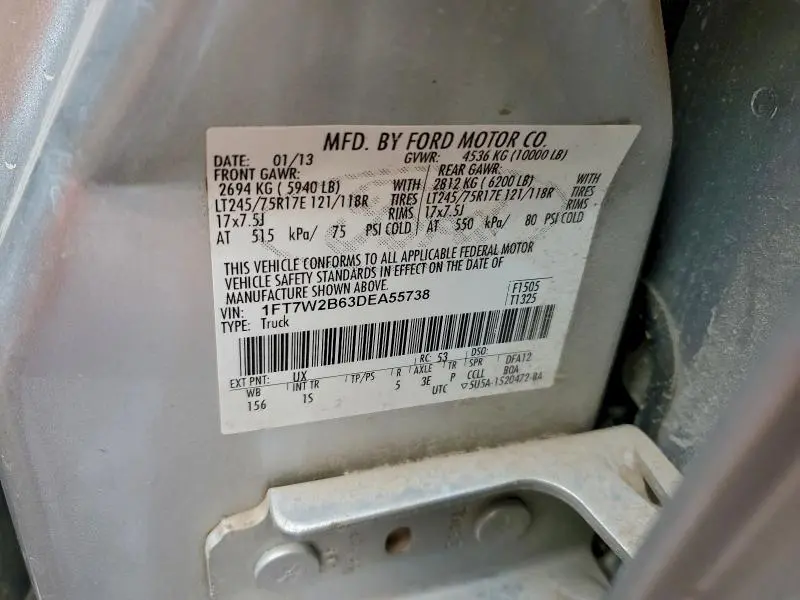 MFD. BY FORD MOTOR CO.
DATE: 01/13 GVWR: 4536 KG (10000 LB)
FRONT GAWR: REAR GAWR:
2694 KG ( 5940 LB) WITH 2812 KG ( 6200 LB) WITH
LT245/75R17E 121/118R TIRES LT245/75R17E 121/118R TIRES
17x7.5J RIMS 17x7.5J RIMS
AT 515 kPa/ 75 PSI COLD AT 550 kPa/ 80 PSI COLD
THIS VEHICLE CONFORMS TO ALL APPLICABLE FEDERAL MOTOR
VEHICLE SAFETY STANDARDS IN EFFECT ON THE DATE OF
MANUFACTURE SHOWN ABOVE.
VIN: 1FT7W2B63DEA55738 F1505
TYPE: Truck T1325
EXT PNT: UX RC: 53 DSO:
WB INT TR TP/PS R AXLE TR SPR DFA12
156 1S 5 3E P CCLL BOA
UTC ▽5U5A-1520472-BA